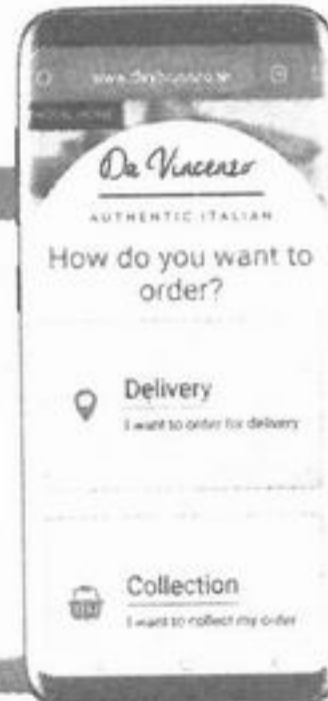 Da Vincenzo
AUTHENTIC ITALIAN
How do you want to
order?
Delivery
I want to order for delivery
Collection
I want to collect my order